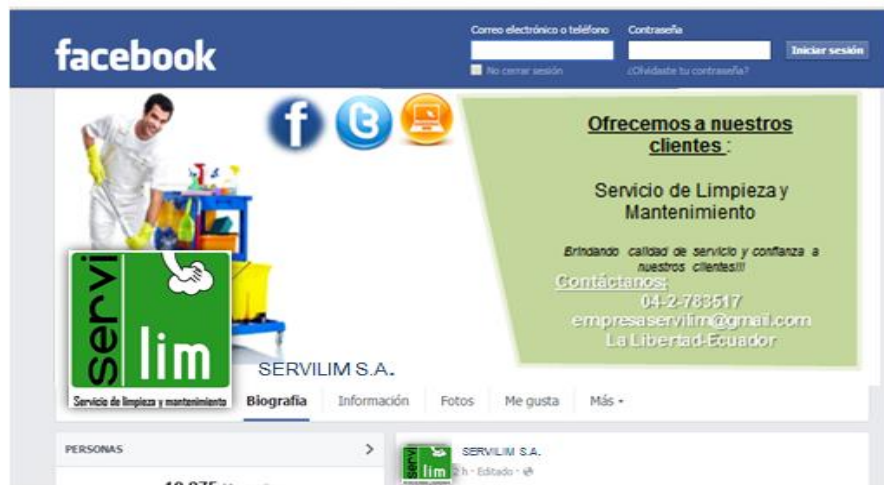 Correo electrónico o teléfono
Contraseña
facebook
Iniciar sesión
No cerrar sesión
¿Olvidaste tu contraseña?
Ofrecemos a nuestros
clientes :
Servicio de Limpieza y
Mantenimiento
Brindando calidad de servicio y confianza a
nuestros clientes!!!
Contáctanos:
04-2-783517
empresaservilim@gmail.com
La Libertad-Ecuador
servi
lim
Servicio de limpieza y mantenimiento
SERVILIM S.A.
Biografía Información Fotos Me gusta Más
PERSONAS
SERVILIM S.A.
servi
lim
2 h · Editado ·